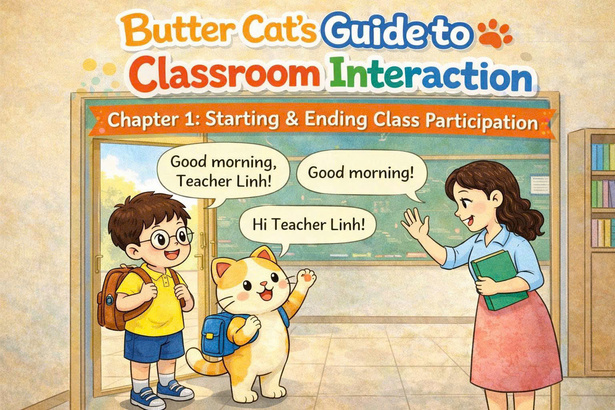 Butter Cat's Guide to
Classroom Interaction
Chapter 1: Starting & Ending Class Participation
Good morning,
Teacher Linh!
Good morning!
Hi Teacher Linh!